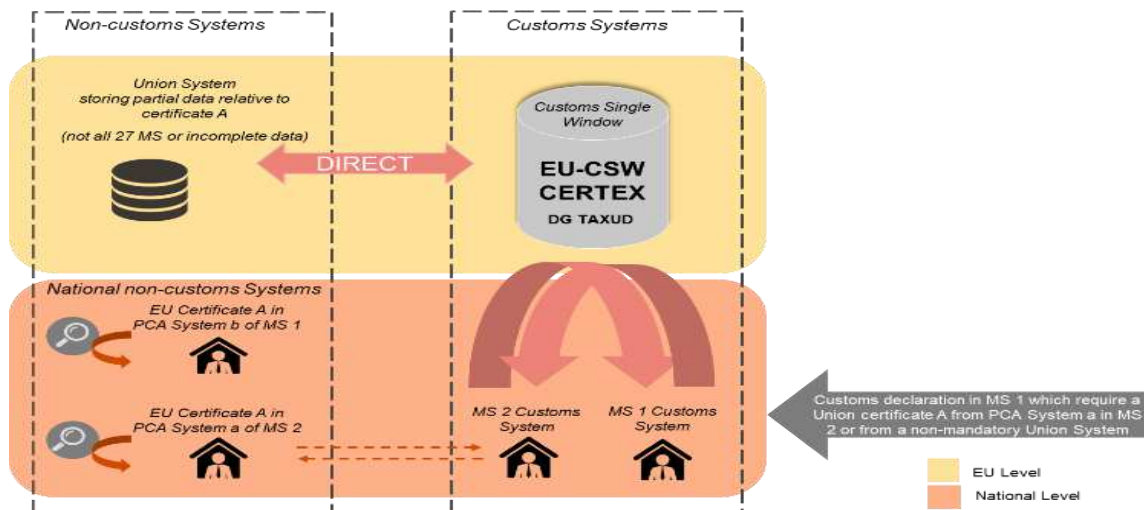 Non-customs Systems
Customs Systems
Union System
storing partial data relative to
certificate A
(not all 27 MS or incomplete data)
DIRECT
Customs Single
Window
EU-CSW
CERTEX
DG TAXUD
National non-customs Systems
EU Certificate A in
PCA System b of MS 1
EU Certificate A in
PCA System a of MS 2
MS 2 Customs
System
MS 1 Customs
System
Customs declaration in MS 1 which require a
Union certificate A from PCA System a in MS
2 or from a non-mandatory Union System
EU Level
National Level